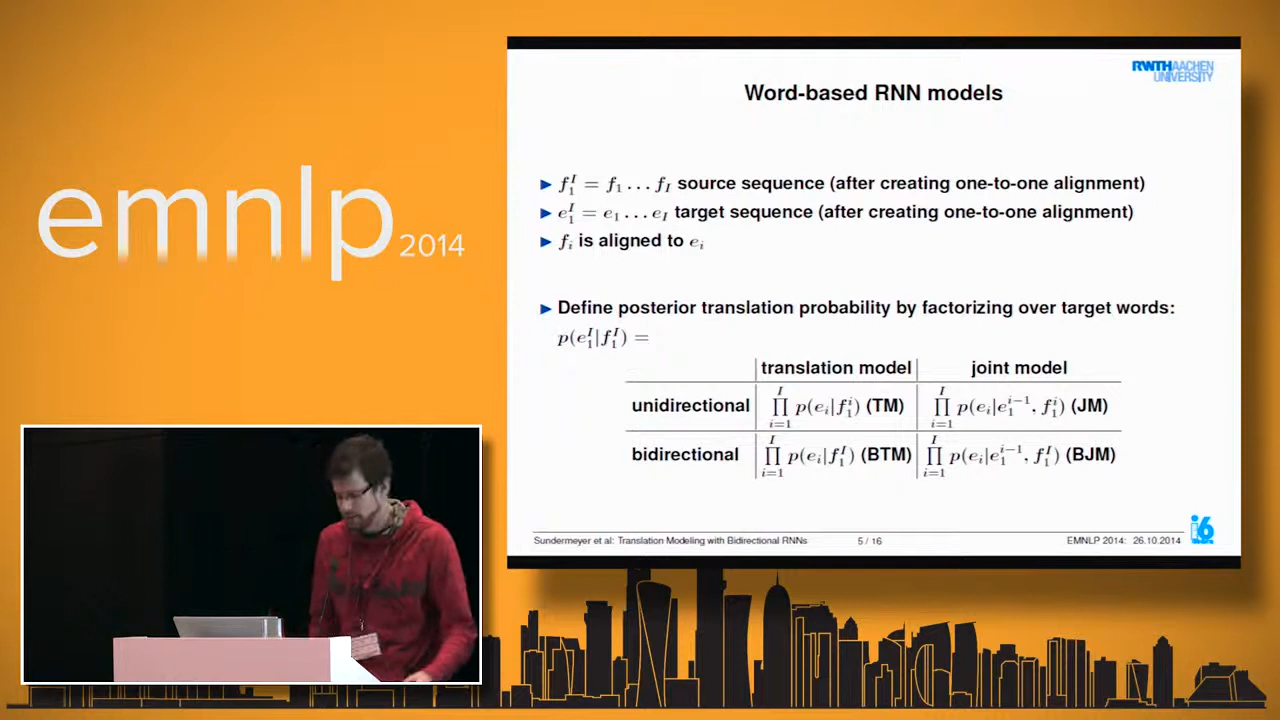 emnlp 2014
RWTH AACHEN
UNIVERSITY
Word-based RNN models
► f_1^I = f_1 … f_I source sequence (after creating one-to-one alignment)
► e_1^I = e_1 … e_I target sequence (after creating one-to-one alignment)
► f_i is aligned to e_i
► Define posterior translation probability by factorizing over target words:
p(e_1^I|f_1^I) =
translation model joint model
unidirectional ∏_{i=1}^I p(e_i|f_1^i) (TM) ∏_{i=1}^I p(e_i|e_1^{i-1}, f_1^i) (JM)
bidirectional ∏_{i=1}^I p(e_i|f_1^I) (BTM) ∏_{i=1}^I p(e_i|e_1^{i-1}, f_1^I) (BJM)
i6
Sundermeyer et al: Translation Modeling with Bidirectional RNNs 5 / 16 EMNLP 2014: 26.10.2014